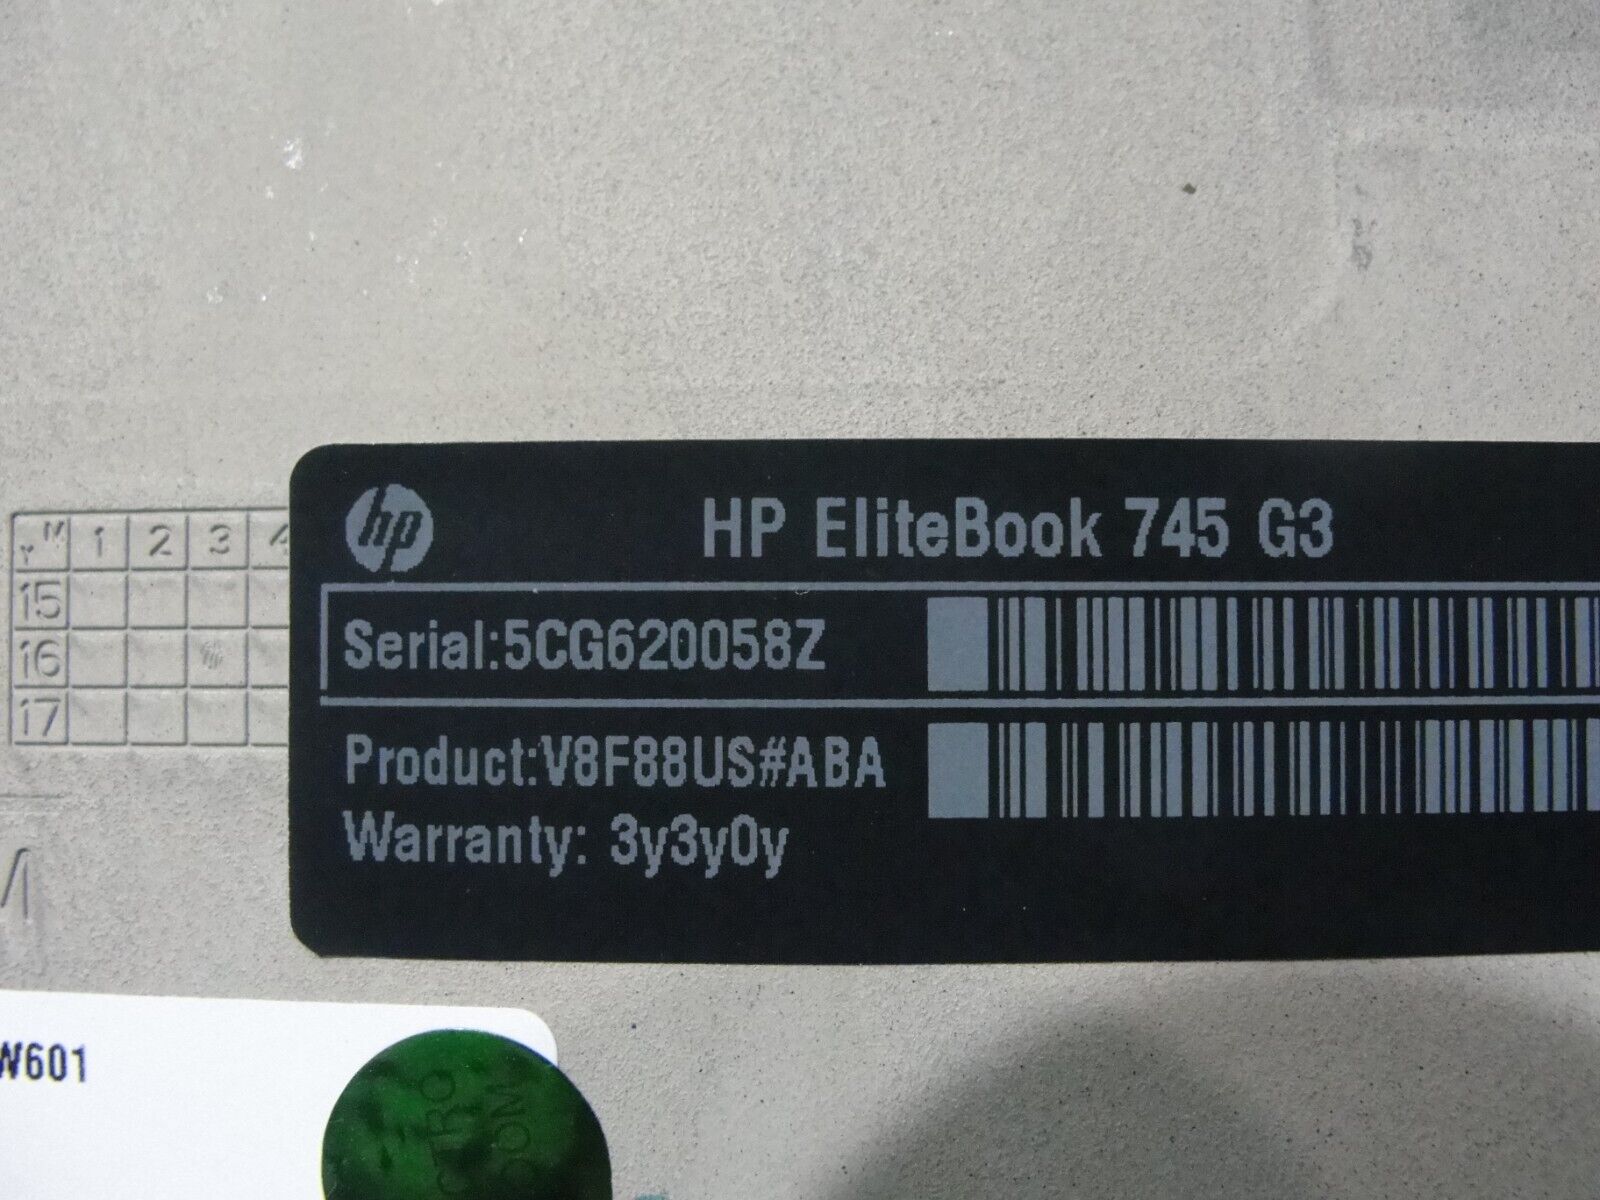 hp
HP EliteBook 745 G3
Serial:5CG620058Z
Product:V8F88US#ABA
Warranty: 3y3y0y
M 1 2 3 4
Y
15
16
17
W601